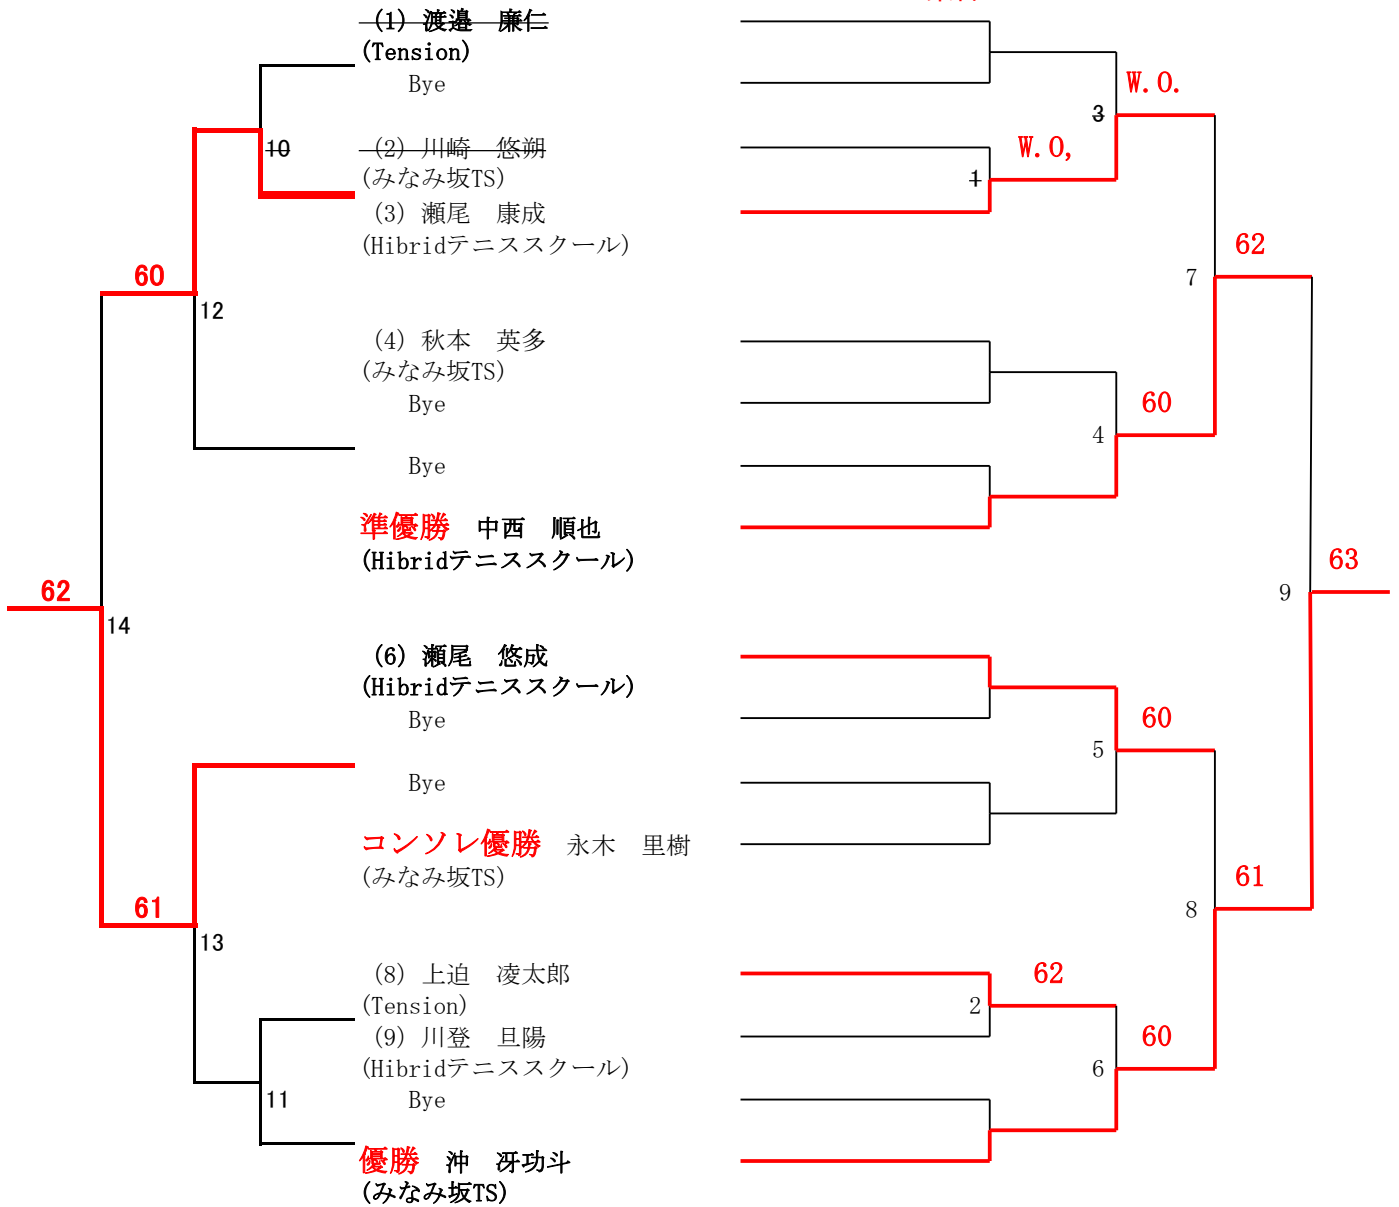 (1) 渡邉　廉仁
(Tension)
Bye
W.O.
3
10
(2) 川崎　悠朔
W.O,
(みなみ坂TS)
1
(3) 瀬尾　康成
(Hibridテニススクール)
62
60
7
12
(4) 秋本　英多
(みなみ坂TS)
Bye
60
4
Bye
準優勝　中西　順也
(Hibridテニススクール)
63
62
9
14
(6) 瀬尾　悠成
(Hibridテニススクール)
Bye
60
5
Bye
コンソレ優勝　永木　里樹
(みなみ坂TS)
61
61
8
13
(8) 上迫　凌太郎
62
(Tension)
2
(9) 川登　旦陽
60
(Hibridテニススクール)
6
Bye
11
優勝　沖　冴功斗
(みなみ坂TS)